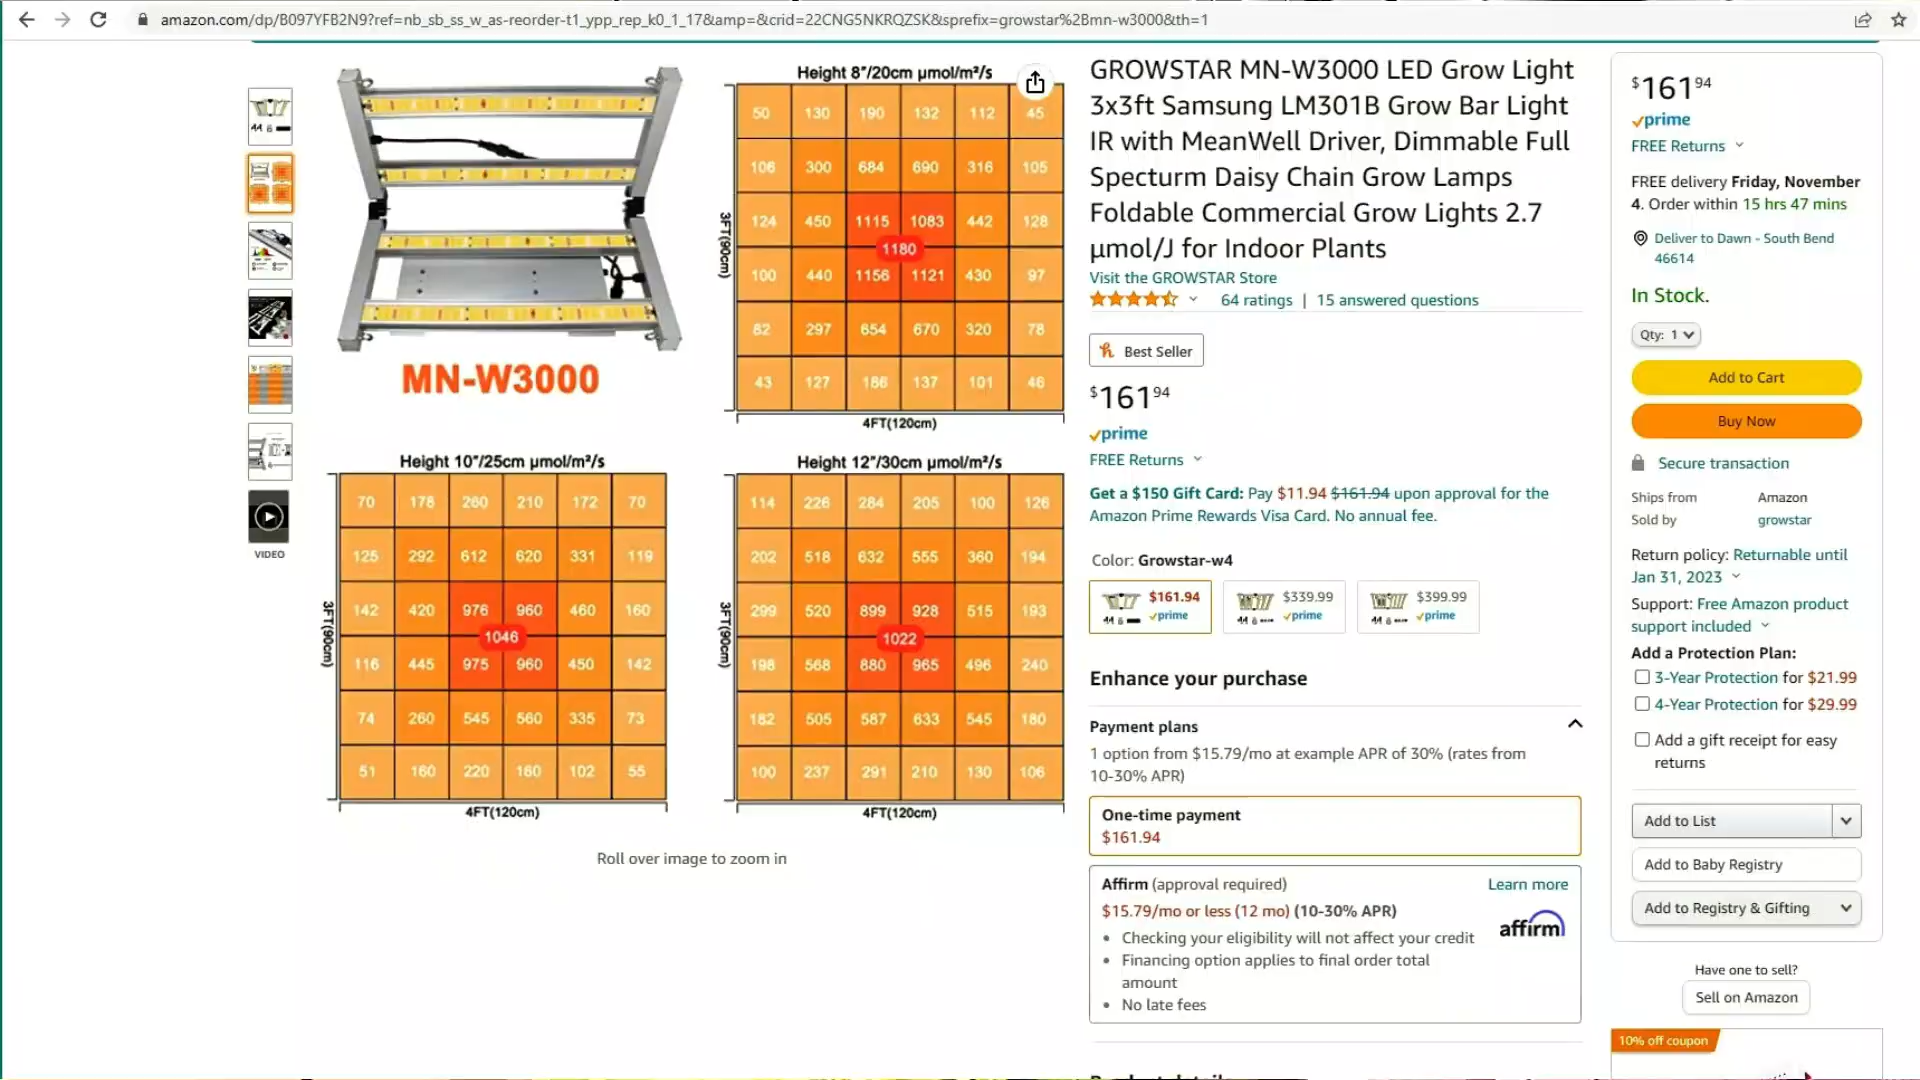 amazon.com/dp/B097YFB2N9?ref=nb_sb_ss_w_as-reorder-t1_ypp_rep_k0_1_17&amp=&crid=22CNG5NKRQZSK&sprefix=growstar%2Bmn-w3000&th=1
VIDEO
MN-W3000
Height 8"/20cm µmol/m²/s
50 130 190 132 112 45
106 300 684 690 316 105
124 450 1115 1083 442 128
1180
100 440 1156 1121 430 97
82 297 654 670 320 78
43 127 186 137 101 46
3FT(90cm)
4FT(120cm)
Height 10"/25cm µmol/m²/s
70 178 260 210 172 70
125 292 612 620 331 119
142 420 976 960 460 160
1046
116 445 975 960 450 142
74 260 545 560 335 73
51 160 220 160 102 55
3FT(90cm)
4FT(120cm)
Height 12"/30cm µmol/m²/s
114 226 284 205 100 126
202 518 632 555 360 194
299 520 899 928 515 193
1022
198 568 880 965 496 240
182 505 587 633 545 180
100 237 291 210 130 106
3FT(90cm)
4FT(120cm)
Roll over image to zoom in
GROWSTAR MN-W3000 LED Grow Light
3x3ft Samsung LM301B Grow Bar Light
IR with MeanWell Driver, Dimmable Full
Specturm Daisy Chain Grow Lamps
Foldable Commercial Grow Lights 2.7
µmol/J for Indoor Plants
Visit the GROWSTAR Store
64 ratings | 15 answered questions
Best Seller
$161 94
prime
FREE Returns
Get a $150 Gift Card: Pay $11.94 $161.94 upon approval for the
Amazon Prime Rewards Visa Card. No annual fee.
Color: Growstar-w4
$161.94
prime
$339.99
prime
$399.99
prime
Enhance your purchase
Payment plans
1 option from $15.79/mo at example APR of 30% (rates from
10-30% APR)
One-time payment
$161.94
Affirm (approval required)
Learn more
$15.79/mo or less (12 mo) (10-30% APR)
affirm
• Checking your eligibility will not affect your credit
• Financing option applies to final order total
amount
• No late fees
$161 94
prime
FREE Returns
FREE delivery Friday, November
4. Order within 15 hrs 47 mins
Deliver to Dawn - South Bend
46614
In Stock.
Qty: 1
Add to Cart
Buy Now
Secure transaction
Ships from Amazon
Sold by growstar
Return policy: Returnable until
Jan 31, 2023
Support: Free Amazon product
support included
Add a Protection Plan:
3-Year Protection for $21.99
4-Year Protection for $29.99
Add a gift receipt for easy
returns
Add to List
Add to Baby Registry
Add to Registry & Gifting
Have one to sell?
Sell on Amazon
10% off coupon